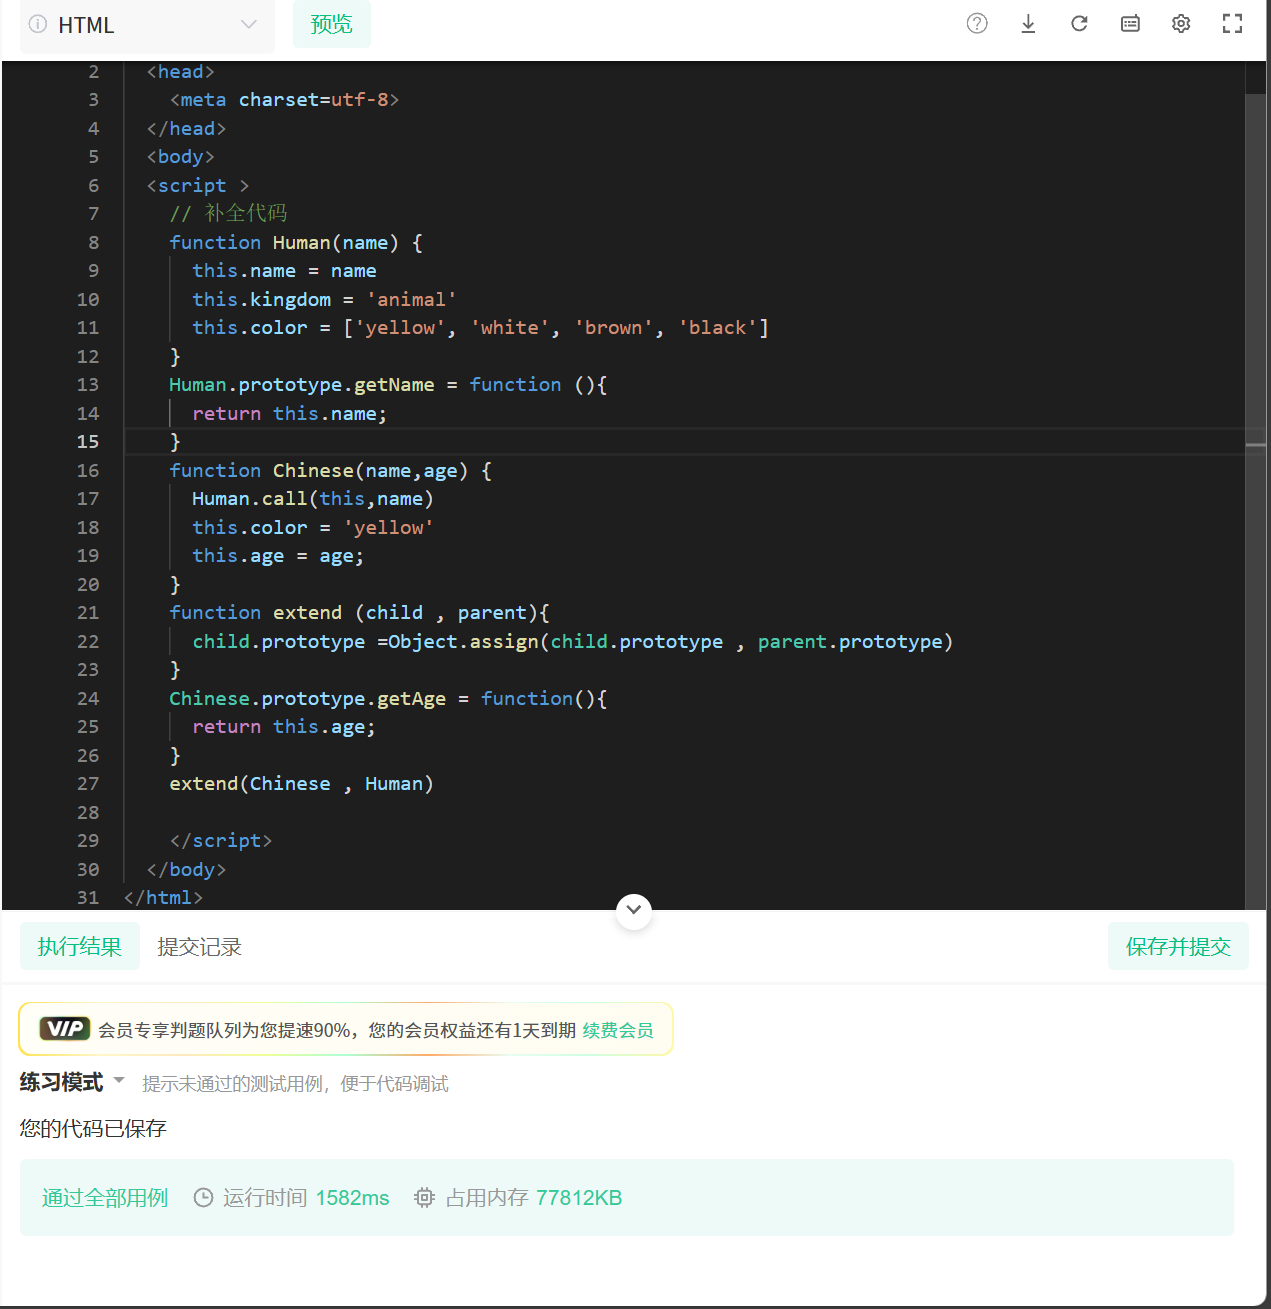 HTML
预览
2 <head>
3 <meta charset=utf-8>
4 </head>
5 <body>
6 <script >
7 // 补全代码
8 function Human(name) {
9 this.name = name
10 this.kingdom = 'animal'
11 this.color = ['yellow', 'white', 'brown', 'black']
12 }
13 Human.prototype.getName = function (){
14 return this.name;
15 }
16 function Chinese(name,age) {
17 Human.call(this,name)
18 this.color = 'yellow'
19 this.age = age;
20 }
21 function extend (child , parent){
22 child.prototype =Object.assign(child.prototype , parent.prototype)
23 }
24 Chinese.prototype.getAge = function(){
25 return this.age;
26 }
27 extend(Chinese , Human)
28
29 </script>
30 </body>
31 </html>
执行结果 提交记录 保存并提交
VIP 会员专享判题队列为您提速90%，您的会员权益还有1天到期 续费会员
练习模式 提示未通过的测试用例，便于代码调试
您的代码已保存
通过全部用例 运行时间 1582ms 占用内存 77812KB